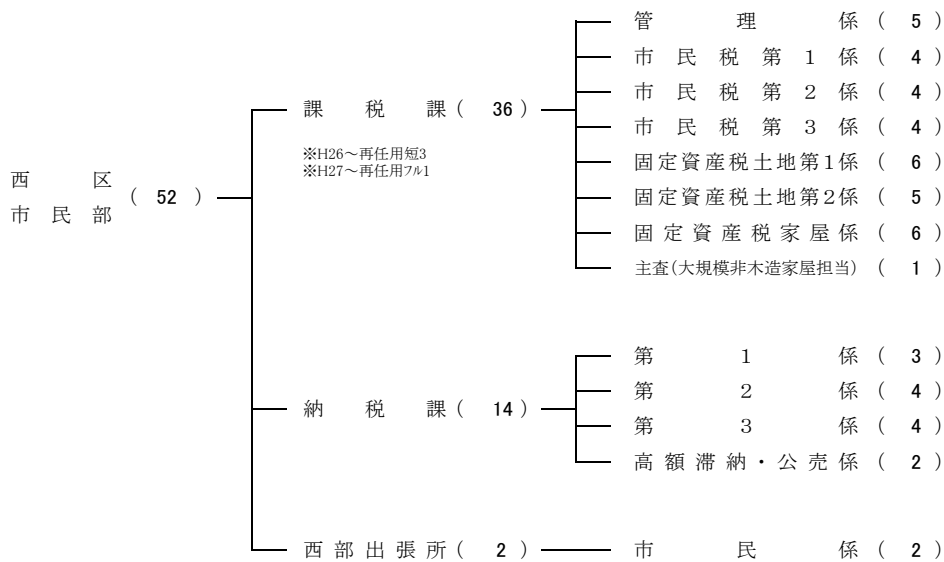 管理係(5)
市民税第1係(4)
市民税第2係(4)
課税課(36)
市民税第3係(4)
※H26～再任用短3
※H27～再任用フル1
固定資産税土地第1係(6)
西区
市民部
(52)
固定資産税土地第2係(5)
固定資産税家屋係(6)
主査(大規模非木造家屋担当)(1)
第1係(3)
第2係(4)
納税課(14)
第3係(4)
高額滞納・公売係(2)
西部出張所(2)
市民係(2)